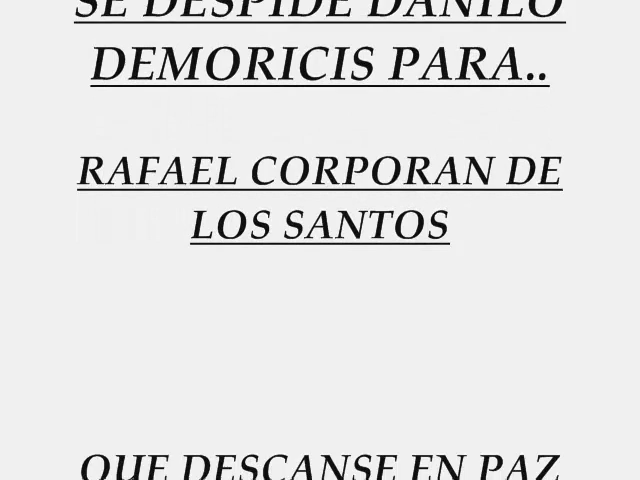 SE DESPIDE DANILO
DEMORICIS PARA..
RAFAEL CORPORAN DE
LOS SANTOS
QUE DESCANSE EN PAZ